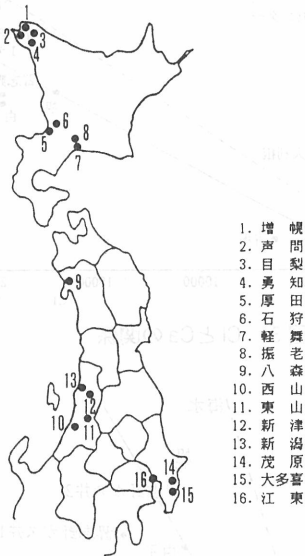 1
2
3
4
6
5
8
7
9
13
12
10
11
16
14
15
1. 増 幌
2. 声 問
3. 目 梨
4. 勇 知
5. 厚 田
6. 石 狩
7. 軽 舞
8. 振 老
9. 八 森
10. 西 山
11. 東 山
12. 新 津
13. 新 潟
14. 茂 原
15. 大多喜
16. 江 東